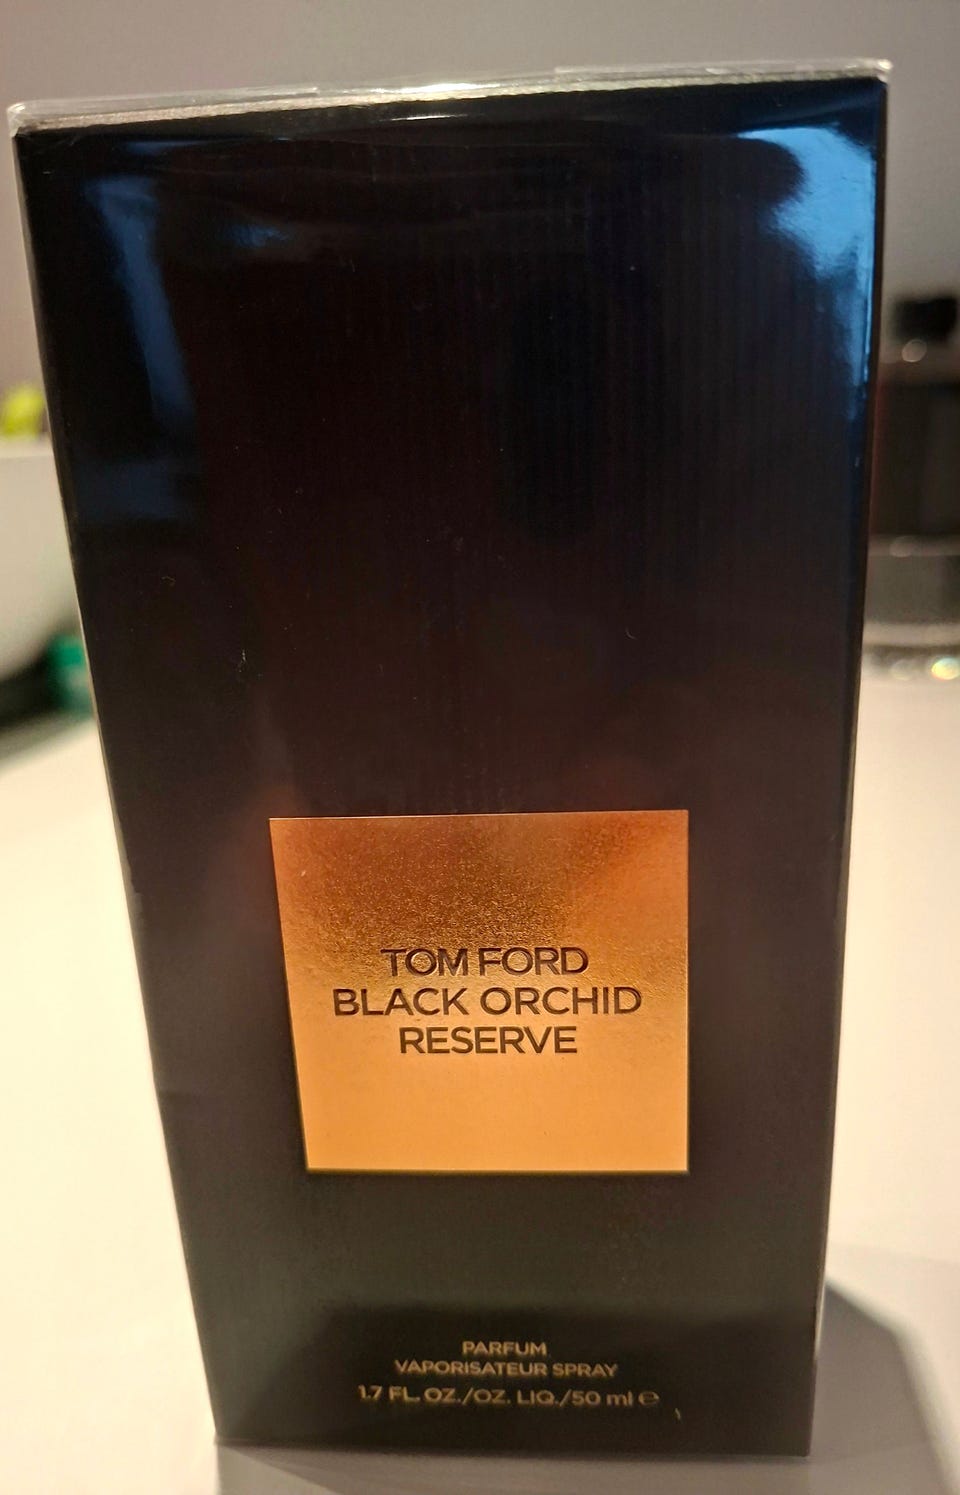 TOM FORD
BLACK ORCHID
RESERVE
PARFUM
VAPORISATEUR SPRAY
1.7 FL. OZ./OZ. LIQ./50 ml ℮